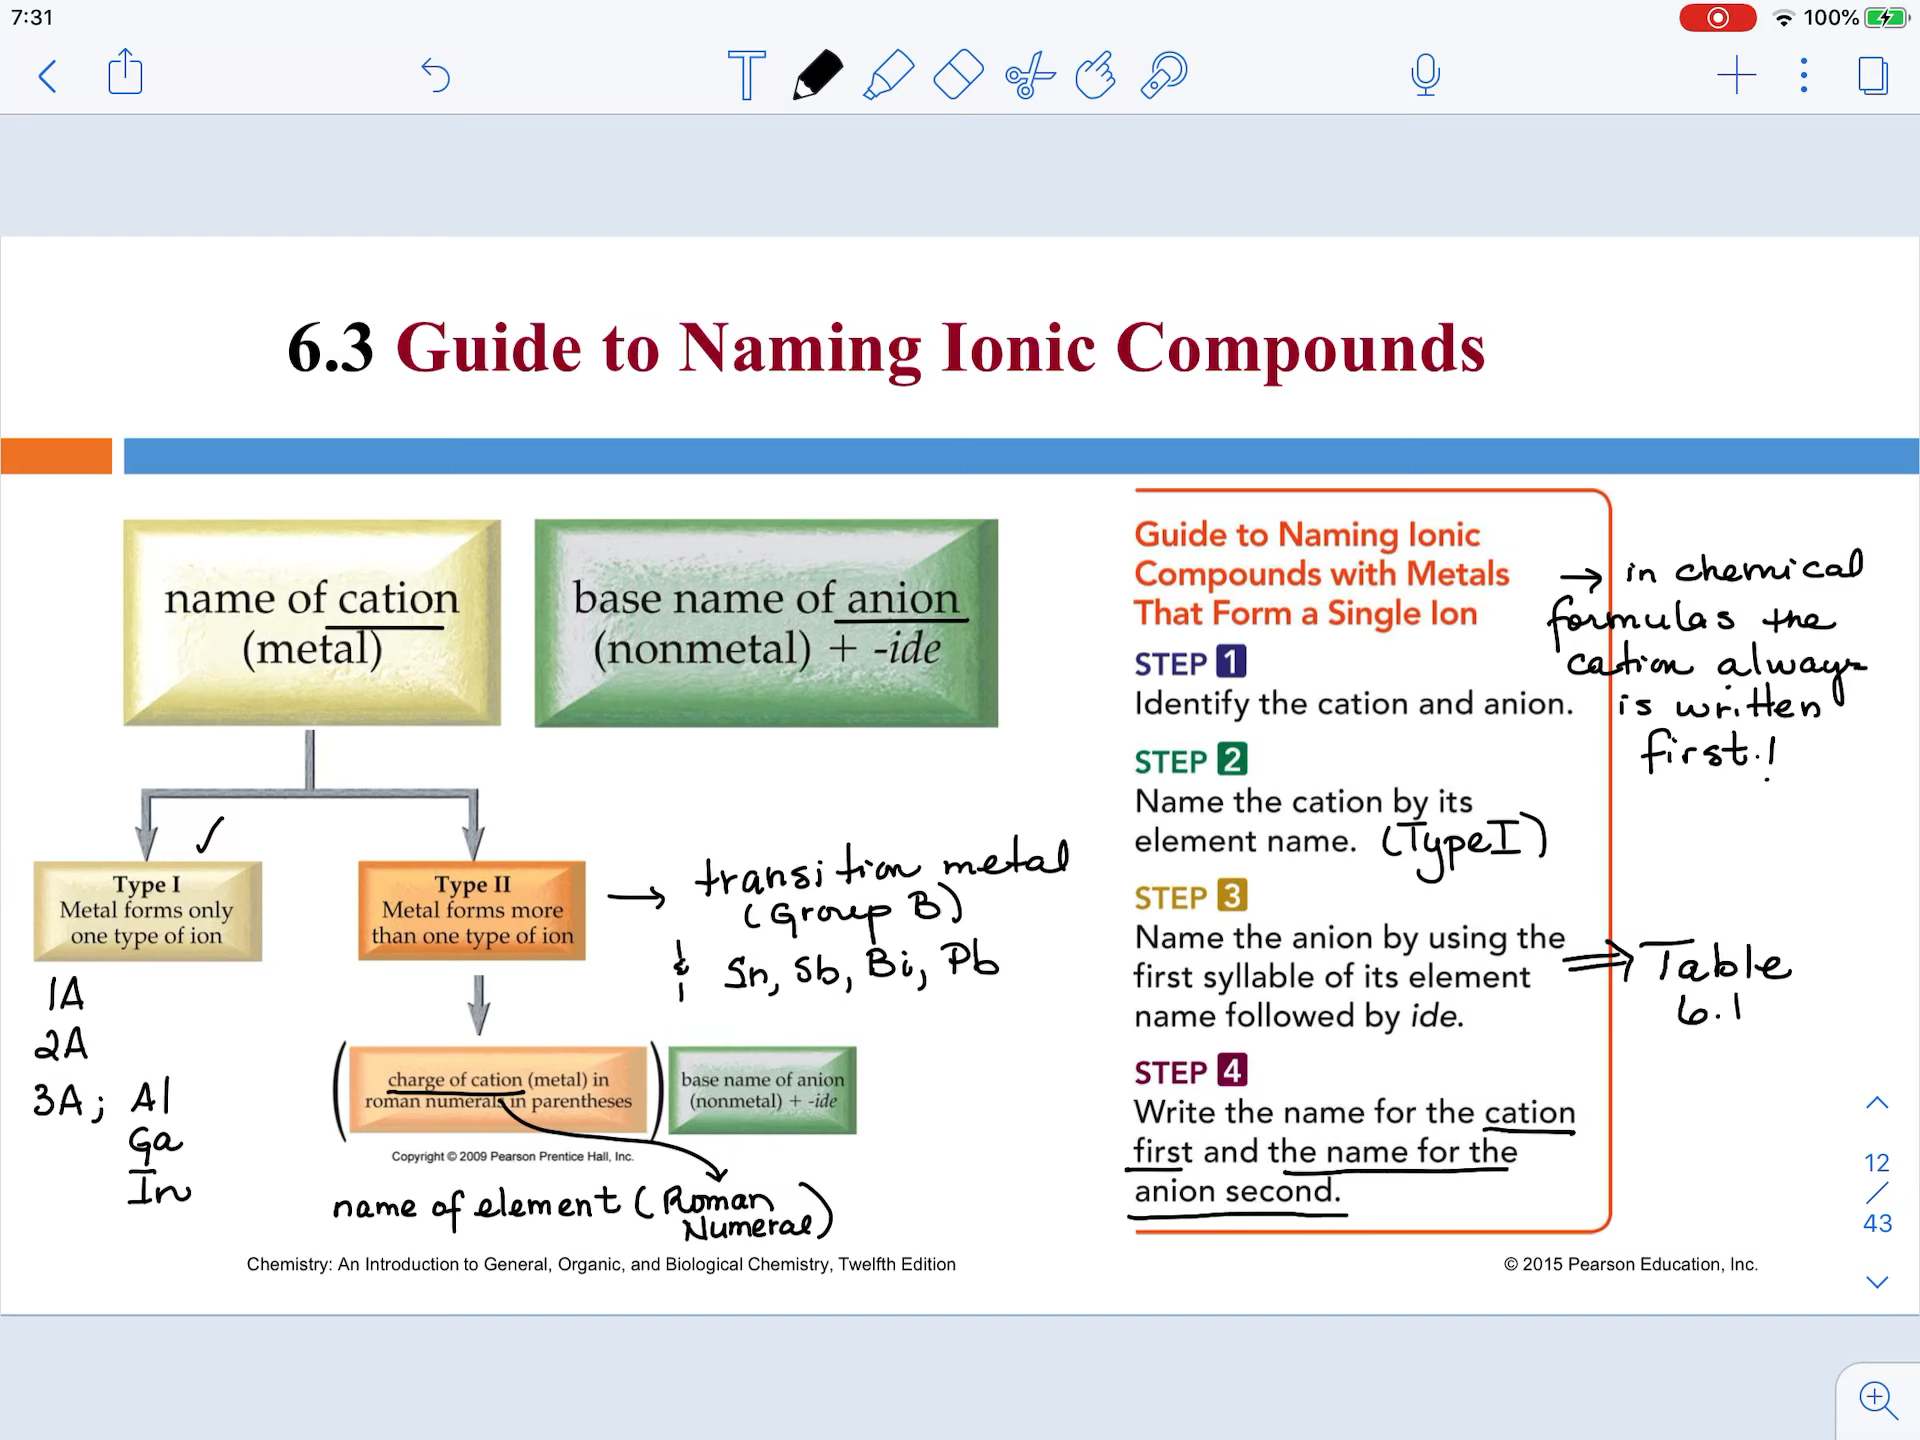 7:31
100%
T
6.3 Guide to Naming Ionic Compounds
name of cation
(metal)
base name of anion
(nonmetal) + -ide
Type I
Metal forms only
one type of ion
1A
2A
3A; Al
Ga
In
Type II
Metal forms more
than one type of ion
→ transition metal
(Group B)
& Sn, Sb, Bi, Pb
(charge of cation (metal) in
roman numerals in parentheses)
base name of anion
(nonmetal) + -ide
Copyright © 2009 Pearson Prentice Hall, Inc.
name of element (Roman
Numeral)
Guide to Naming Ionic
Compounds with Metals
That Form a Single Ion
STEP 1
Identify the cation and anion.
→ in chemical
formulas the
cation always
is written
first!
STEP 2
Name the cation by its
element name. (Type I)
STEP 3
Name the anion by using the
first syllable of its element
name followed by ide.
⇒ Table
6.1
STEP 4
Write the name for the cation
first and the name for the
anion second.
12
/
43
Chemistry: An Introduction to General, Organic, and Biological Chemistry, Twelfth Edition
© 2015 Pearson Education, Inc.